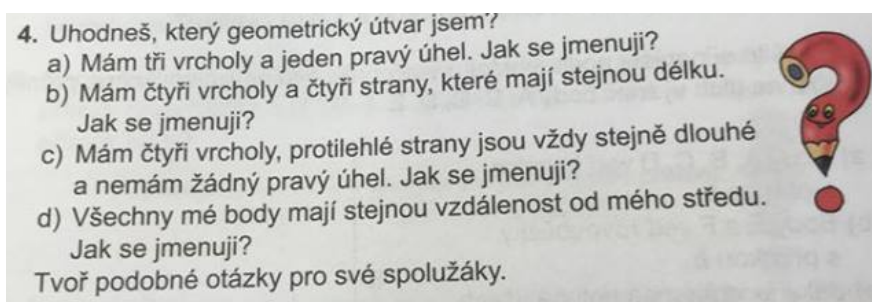 4. Uhodneš, který geometrický útvar jsem?
a) Mám tři vrcholy a jeden pravý úhel. Jak se jmenuji?
b) Mám čtyři vrcholy a čtyři strany, které mají stejnou délku.
Jak se jmenuji?
c) Mám čtyři vrcholy, protilehlé strany jsou vždy stejně dlouhé
a nemám žádný pravý úhel. Jak se jmenuji?
d) Všechny mé body mají stejnou vzdálenost od mého středu.
Jak se jmenuji?
Tvoř podobné otázky pro své spolužáky.